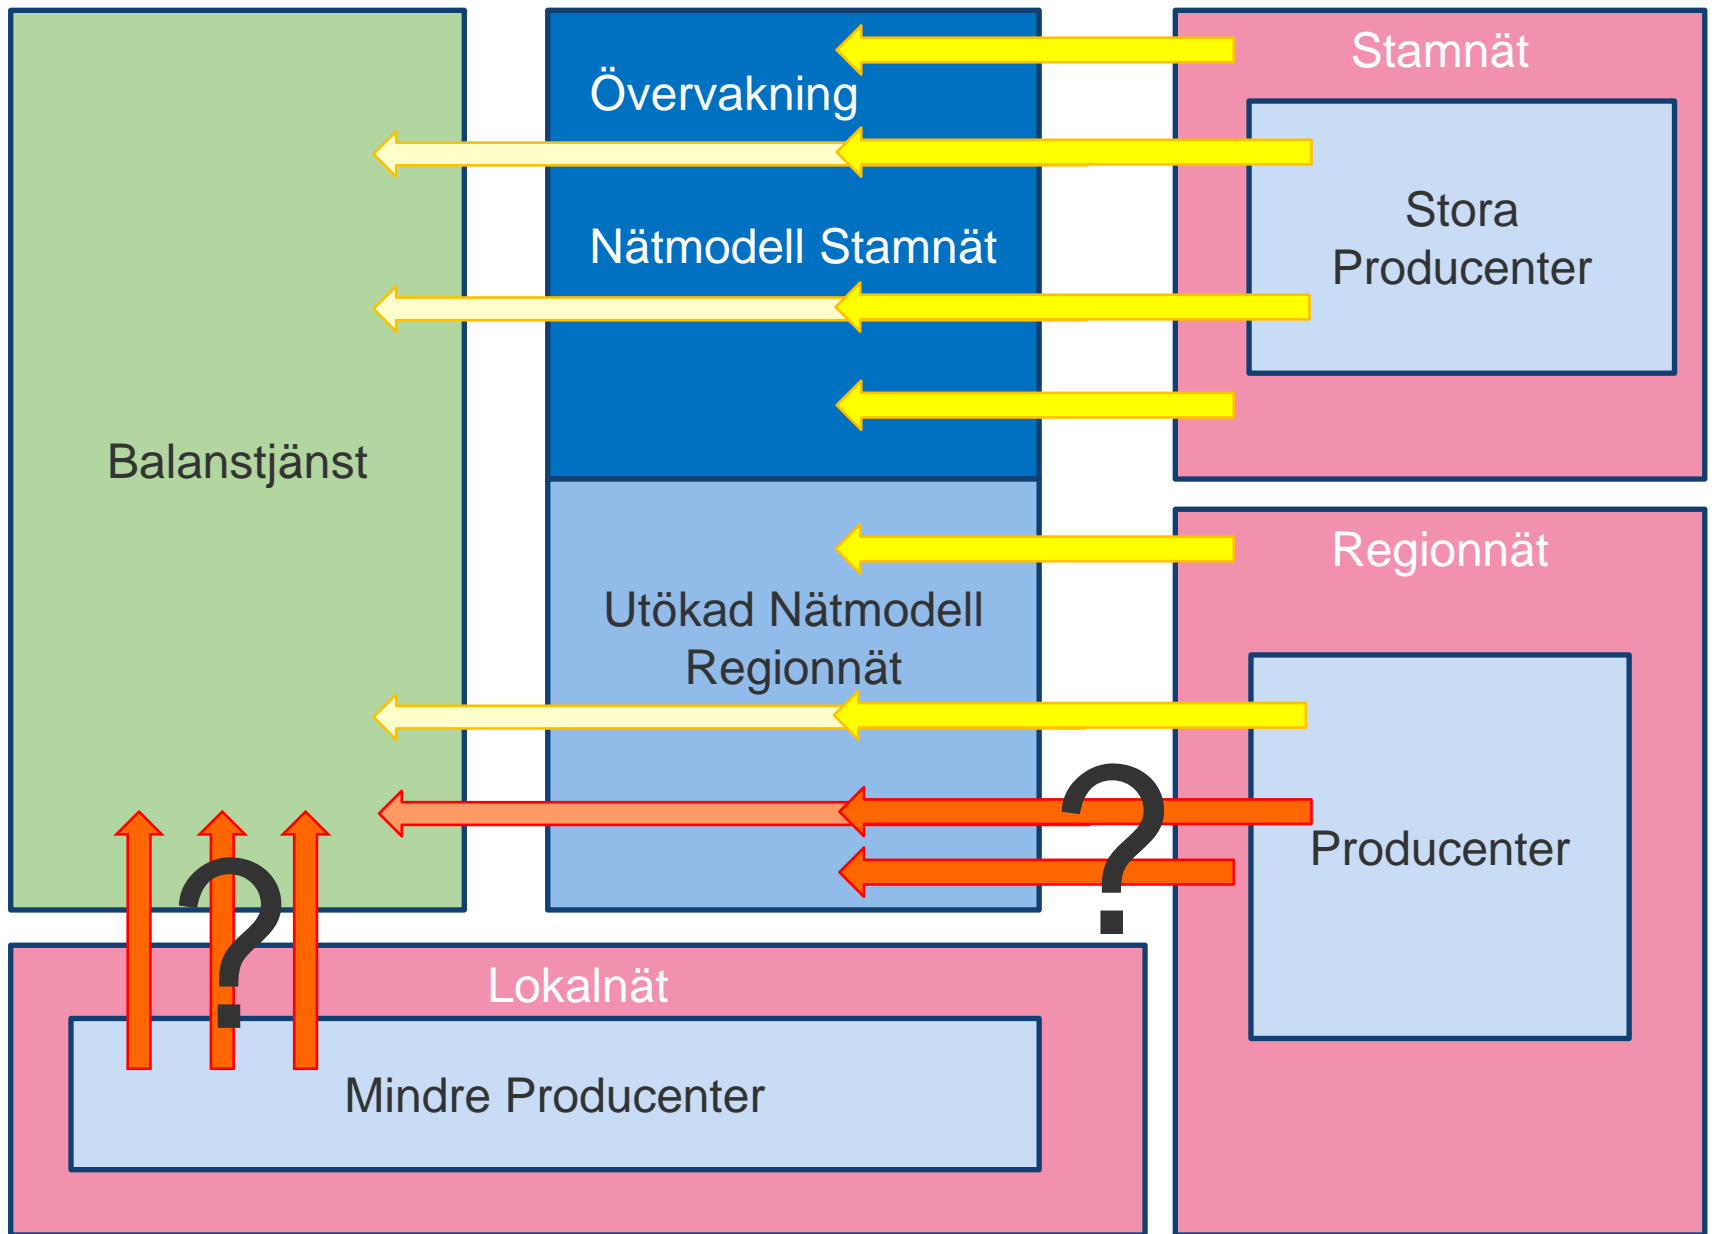 Balanstjänst
Övervakning
Nätmodell Stamnät
Utökad Nätmodell
Regionnät
Stamnät
Stora
Producenter
Regionnät
Producenter
?
?
Lokalnät
Mindre Producenter